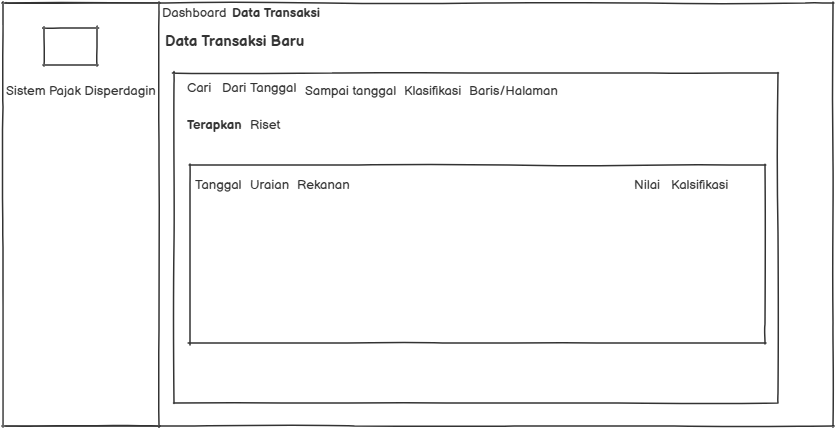 Dashboard Data Transaksi
Data Transaksi Baru
Sistem Pajak Disperdagin
Cari Dari Tanggal Sampai tanggal Klasifikasi Baris/Halaman
Terapkan Riset
Tanggal Uraian Rekanan Nilai Kalsifikasi